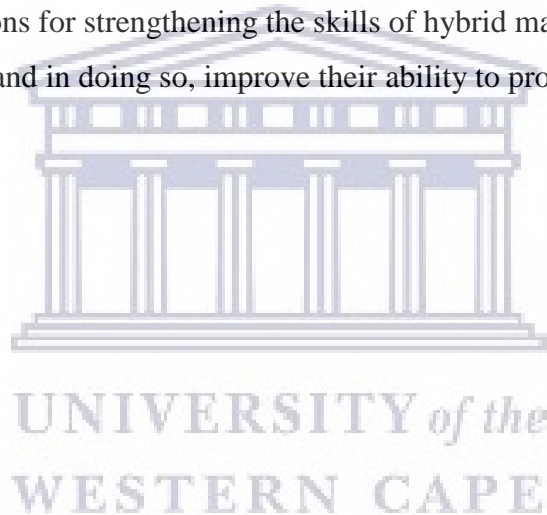 ons for strengthening the skills of hybrid ma
and in doing so, improve their ability to pro
UNIVERSITY of the
WESTERN CAPE